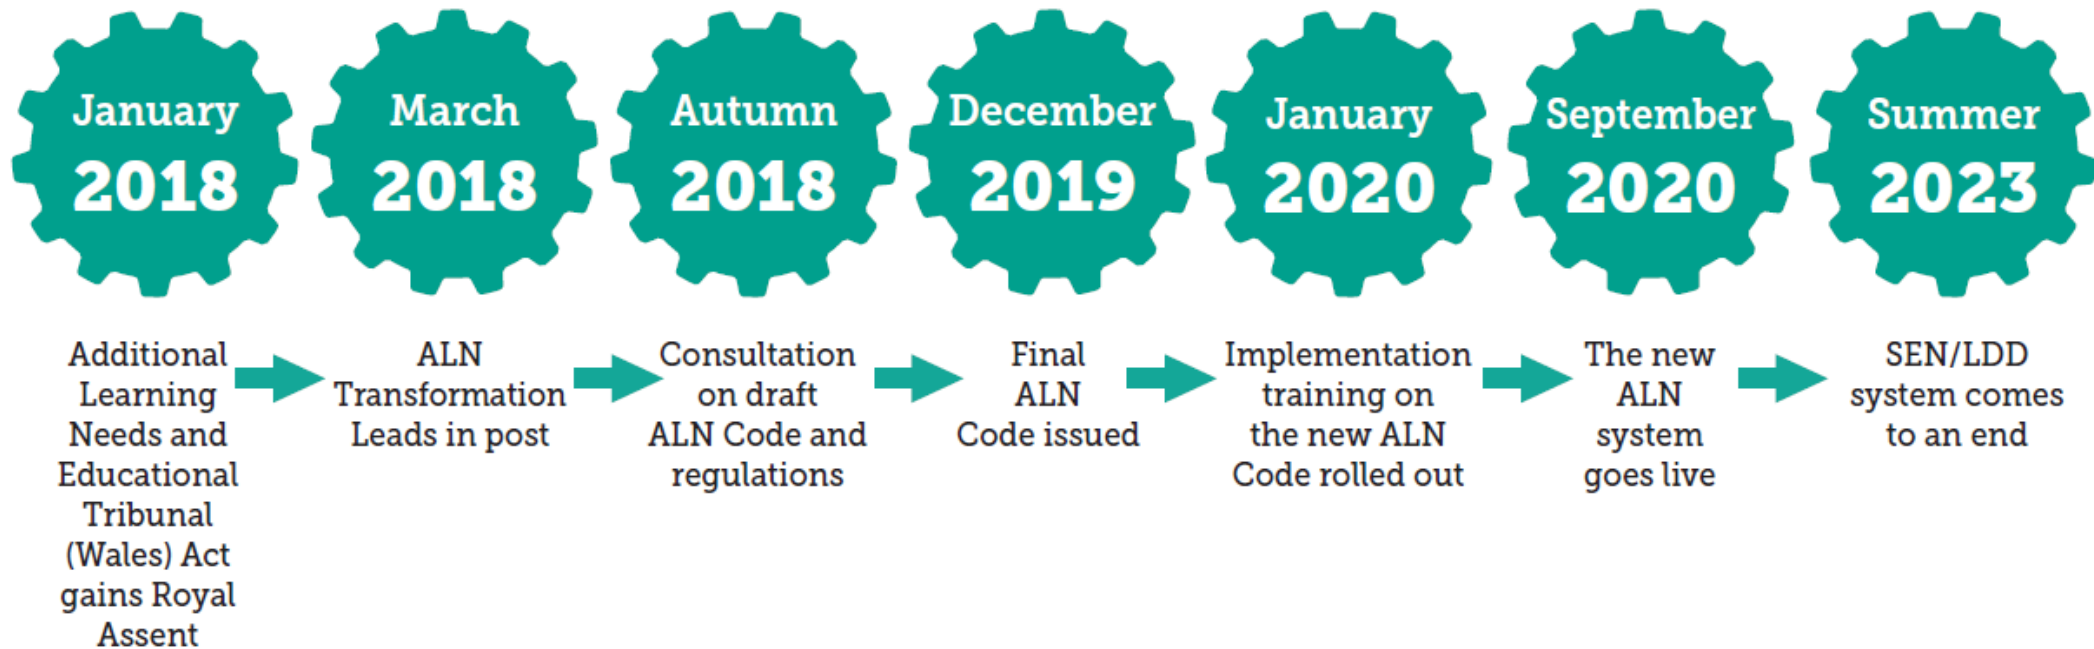 January
2018
March
2018
Autumn
2018
December
2019
January
2020
September
2020
Summer
2023
Additional
Learning
Needs and
Educational
Tribunal
(Wales) Act
gains Royal
Assent
ALN
Transformation
Leads in post
Consultation
on draft
ALN Code and
regulations
Final
ALN
Code issued
Implementation
training on
the new ALN
Code rolled out
The new
ALN
system
goes live
SEN/LDD
system comes
to an end